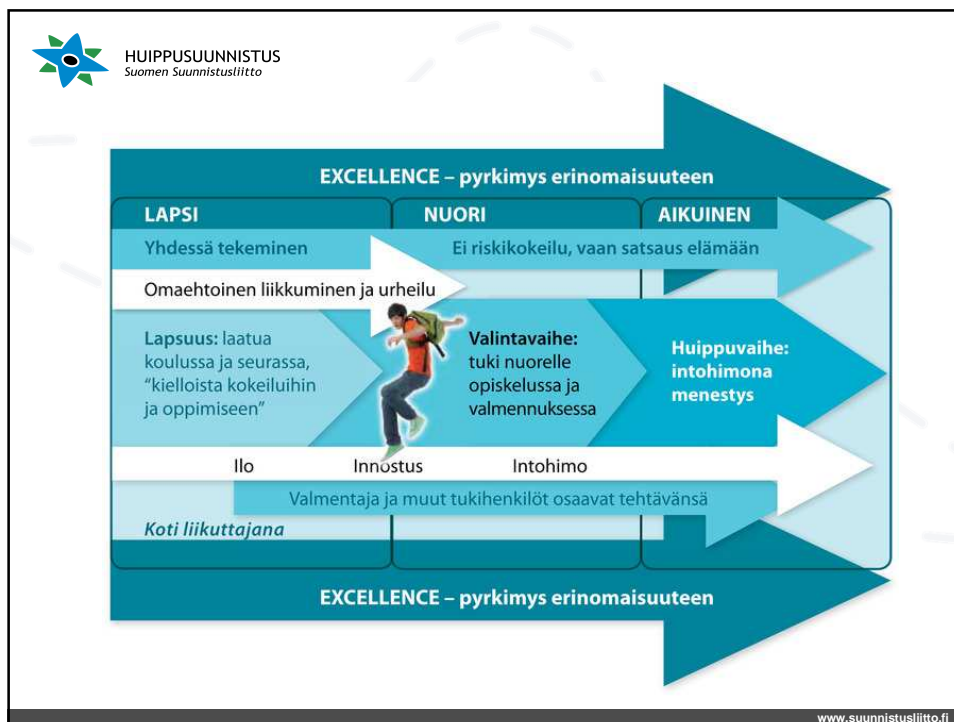 HUIPPUSUUNNISTUS
Suomen Suunnistusliitto
EXCELLENCE – pyrkimys erinomaisuuteen
LAPSI
NUORI
AIKUINEN
Yhdessä tekeminen
Ei riskikokeilu, vaan satsaus elämään
Omaehtoinen liikkuminen ja urheilu
Lapsuus: laatua
koulussa ja seurassa,
“kielloista kokeiluihin
ja oppimiseen”
Valintavaihe:
tuki nuorelle
opiskelussa ja
valmennuksessa
Huippuvaihe:
intohimona
menestys
Ilo
Innostus
Intohimo
Valmentaja ja muut tukihenkilöt osaavat tehtävänsä
Koti liikuttajana
EXCELLENCE – pyrkimys erinomaisuuteen
www.suunnistusliitto.fi